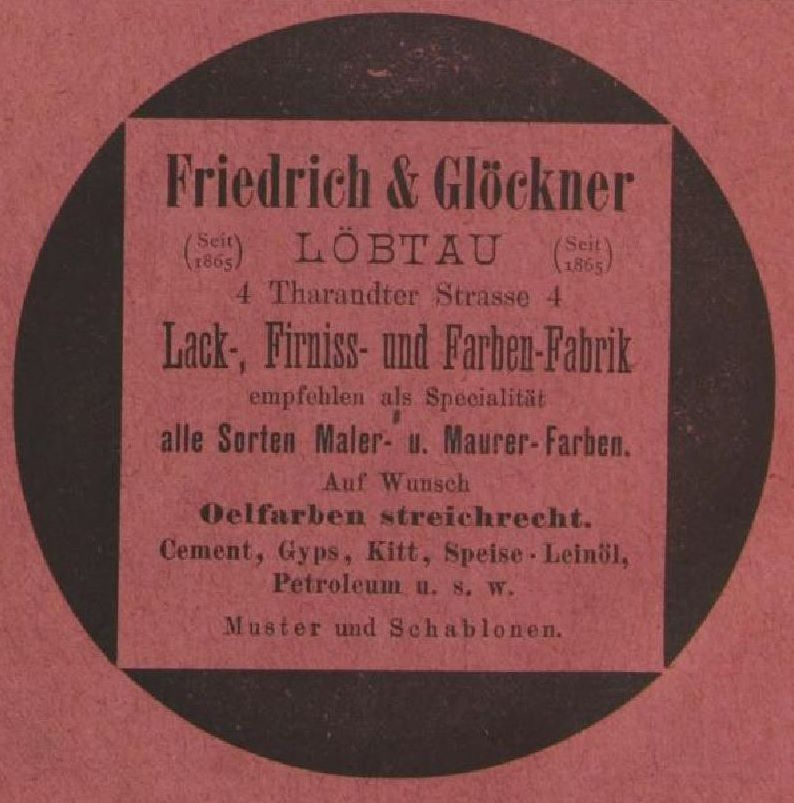 Friedrich & Glöckner
(Seit 1865) LÖBTAU (Seit 1865)
4 Tharandter Strasse 4
Lack-, Firniss- und Farben-Fabrik
empfehlen als Specialität
alle Sorten Maler- u. Maurer-Farben.
Auf Wunsch
Oelfarben streichrecht.
Cement, Gyps, Kitt, Speise-Leinöl,
Petroleum u. s. w.
Muster und Schablonen.